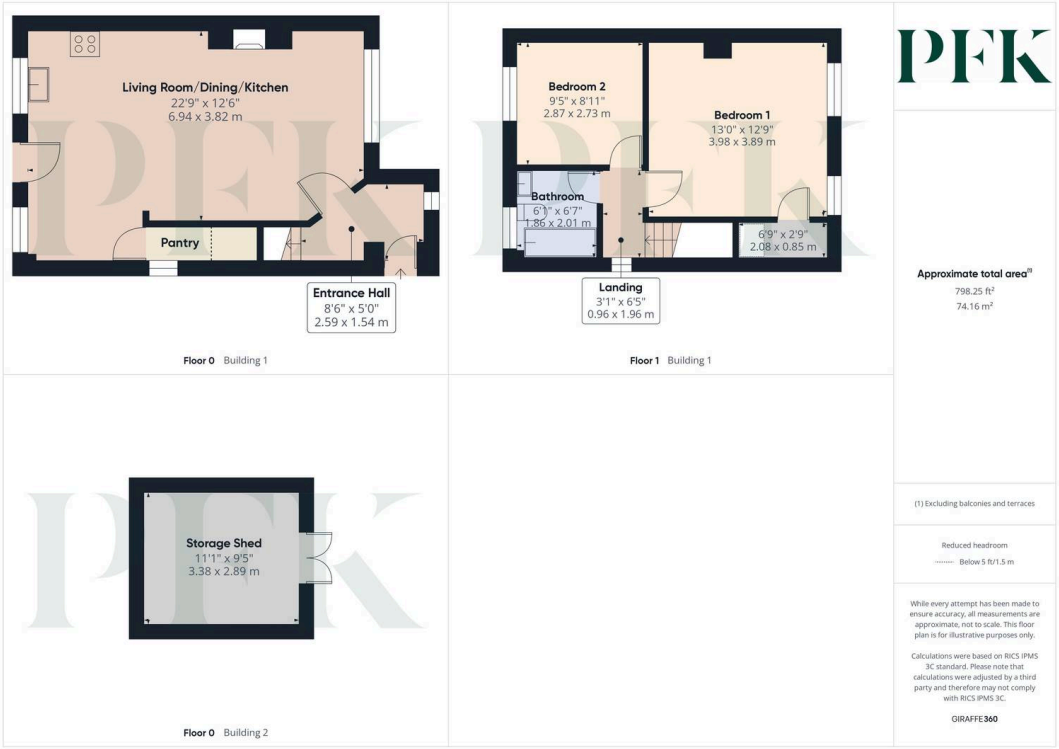 Living Room/Dining/Kitchen
22'9" x 12'6"
6.94 x 3.82 m
Pantry
Entrance Hall
8'6" x 5'0"
2.59 x 1.54 m
Floor 0 Building 1
PFK
Bedroom 2
9'5" x 8'11"
2.87 x 2.73 m
Bedroom 1
13'0" x 12'9"
3.98 x 3.89 m
Bathroom
6'1" x 6'7"
1.86 x 2.01 m
6'9" x 2'9"
2.08 x 0.85 m
Landing
3'1" x 6'5"
0.96 x 1.96 m
Floor 1 Building 1
PFK
Storage Shed
11'1" x 9'5"
3.38 x 2.89 m
Floor 0 Building 2
PFK
PFK
Approximate total area(1)
798.25 ft²
74.16 m²
(1) Excluding balconies and terraces
Reduced headroom
Below 5 ft/1.5 m
While every attempt has been made to
ensure accuracy, all measurements are
approximate, not to scale. This floor
plan is for illustrative purposes only.
Calculations were based on RICS IPMS
3C standard. Please note that
calculations were adjusted by a third
party and therefore may not comply
with RICS IPMS 3C.
GIRAFFE360